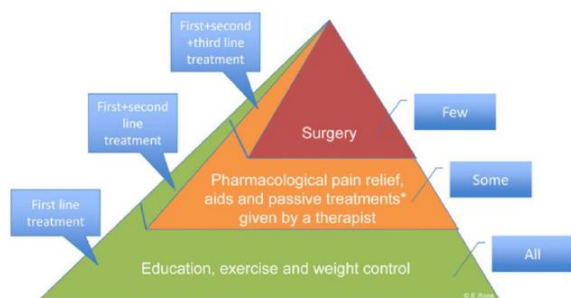 First+second
+third line
treatment
First+second
line
treatment
First line
treatment
Surgery
Few
Pharmacological pain relief,
aids and passive treatments*
given by a therapist
Some
Education, exercise and weight control
All